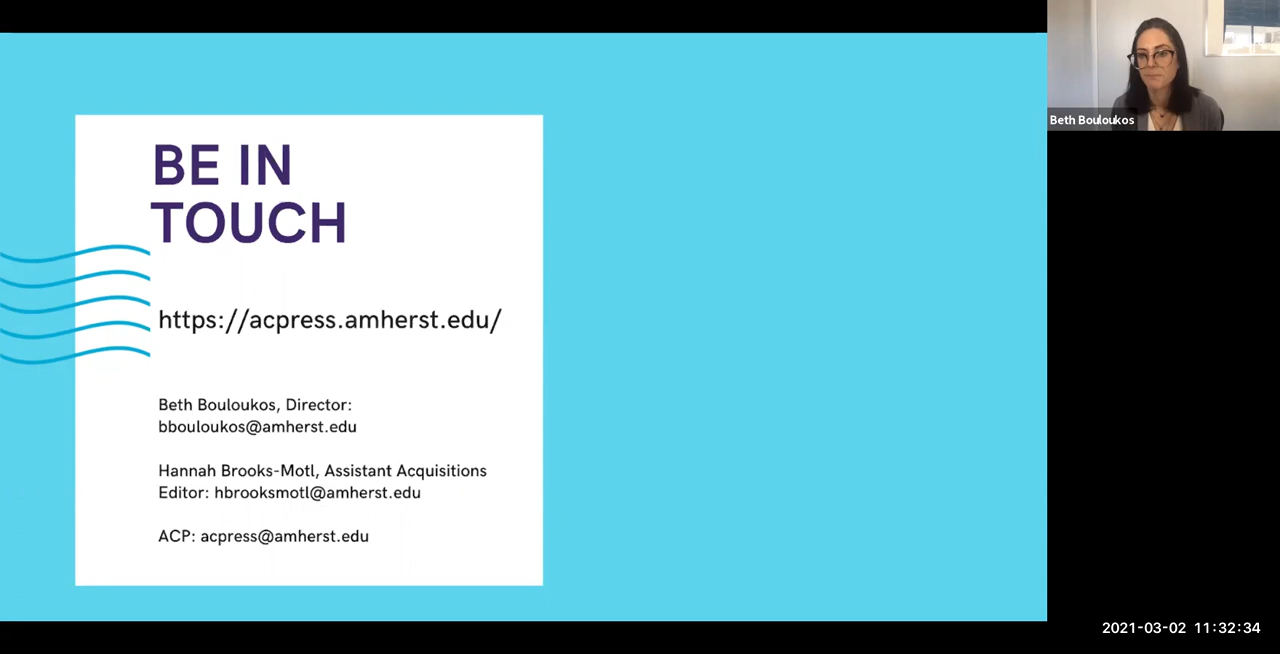 BE IN
TOUCH
https://acpress.amherst.edu/
Beth Bouloukos, Director:
bbouloukos@amherst.edu
Hannah Brooks-Motl, Assistant Acquisitions
Editor: hbrooksmotl@amherst.edu
ACP: acpress@amherst.edu
Beth Bouloukos
2021-03-02 11:32:34